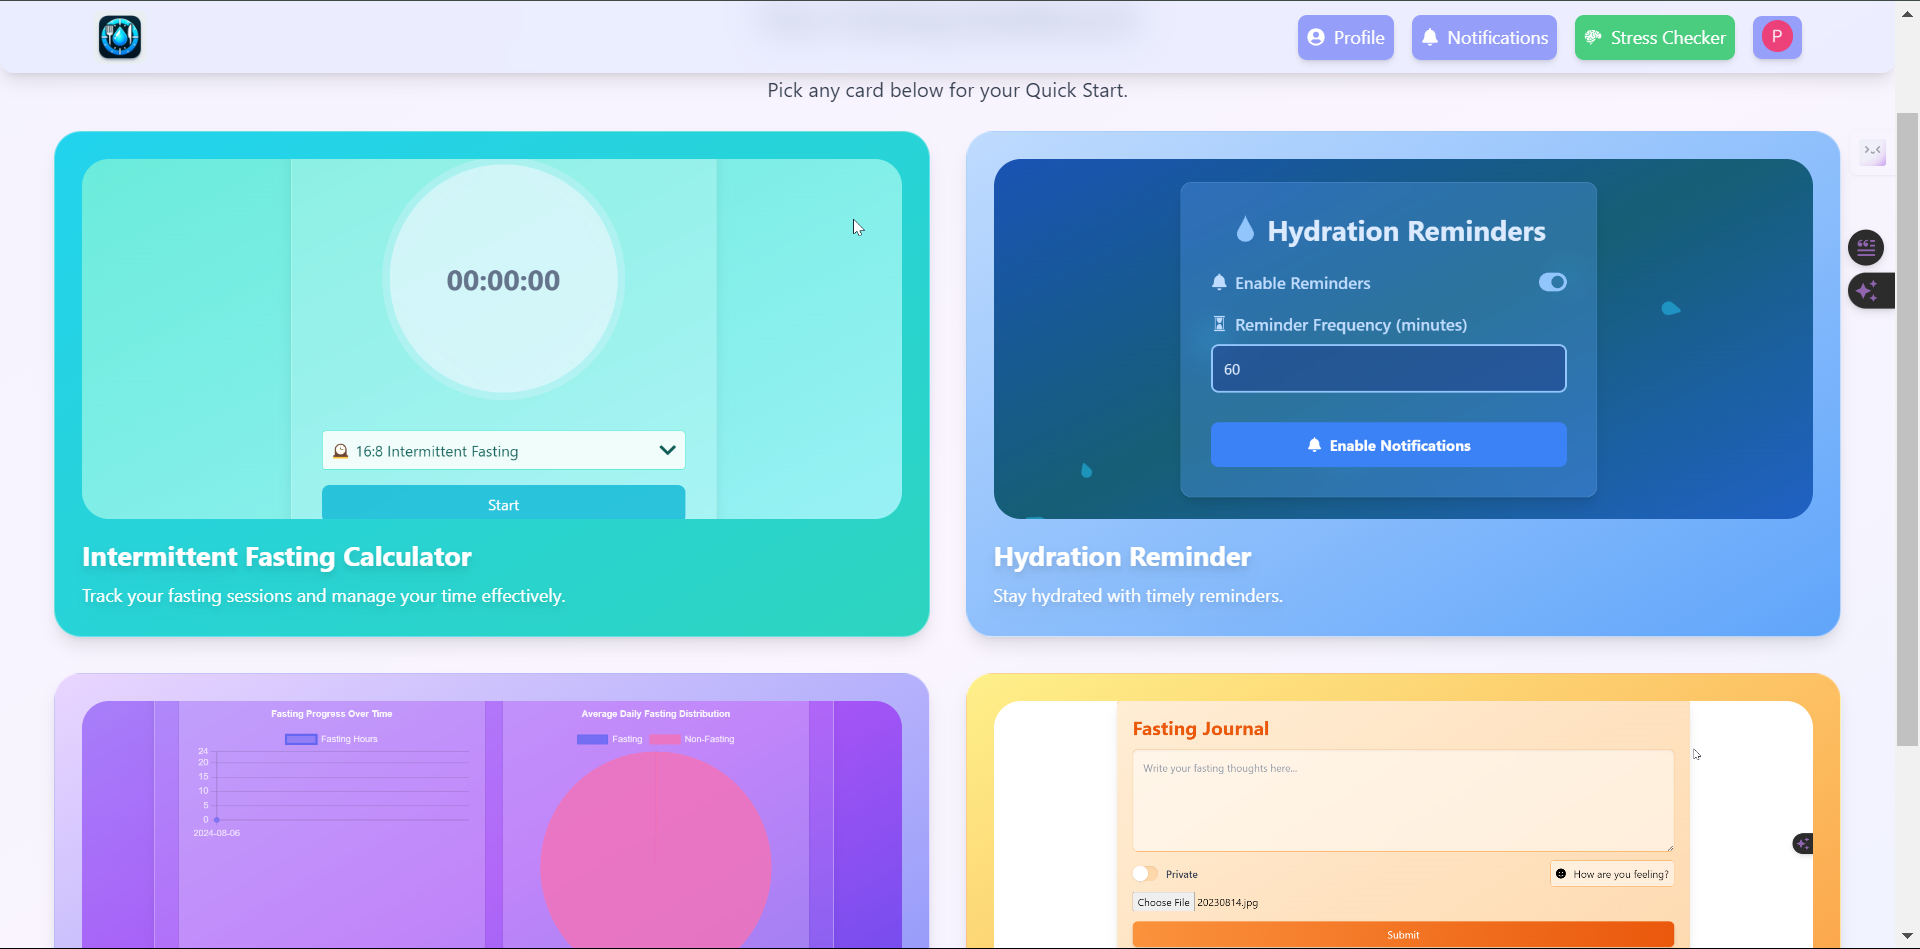 Profile
Notifications
Stress Checker
P
Pick any card below for your Quick Start.
00:00:00
16:8 Intermittent Fasting
Start
Intermittent Fasting Calculator
Track your fasting sessions and manage your time effectively.
Hydration Reminders
Enable Reminders
Reminder Frequency (minutes)
60
Enable Notifications
Hydration Reminder
Stay hydrated with timely reminders.
Fasting Progress Over Time
Fasting Hours
24
20
15
10
5
0
2024-08-06
Average Daily Fasting Distribution
Fasting
Non-Fasting
Fasting Journal
Write your fasting thoughts here...
Private
How are you feeling?
Choose File 20230814.jpg
Submit